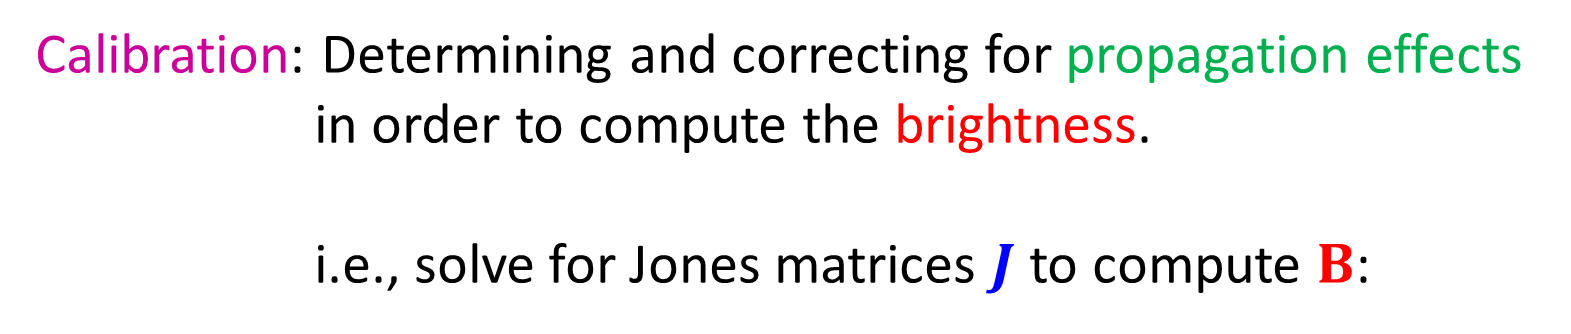 Calibration: Determining and correcting for propagation effects
in order to compute the brightness.
i.e., solve for Jones matrices J to compute B: